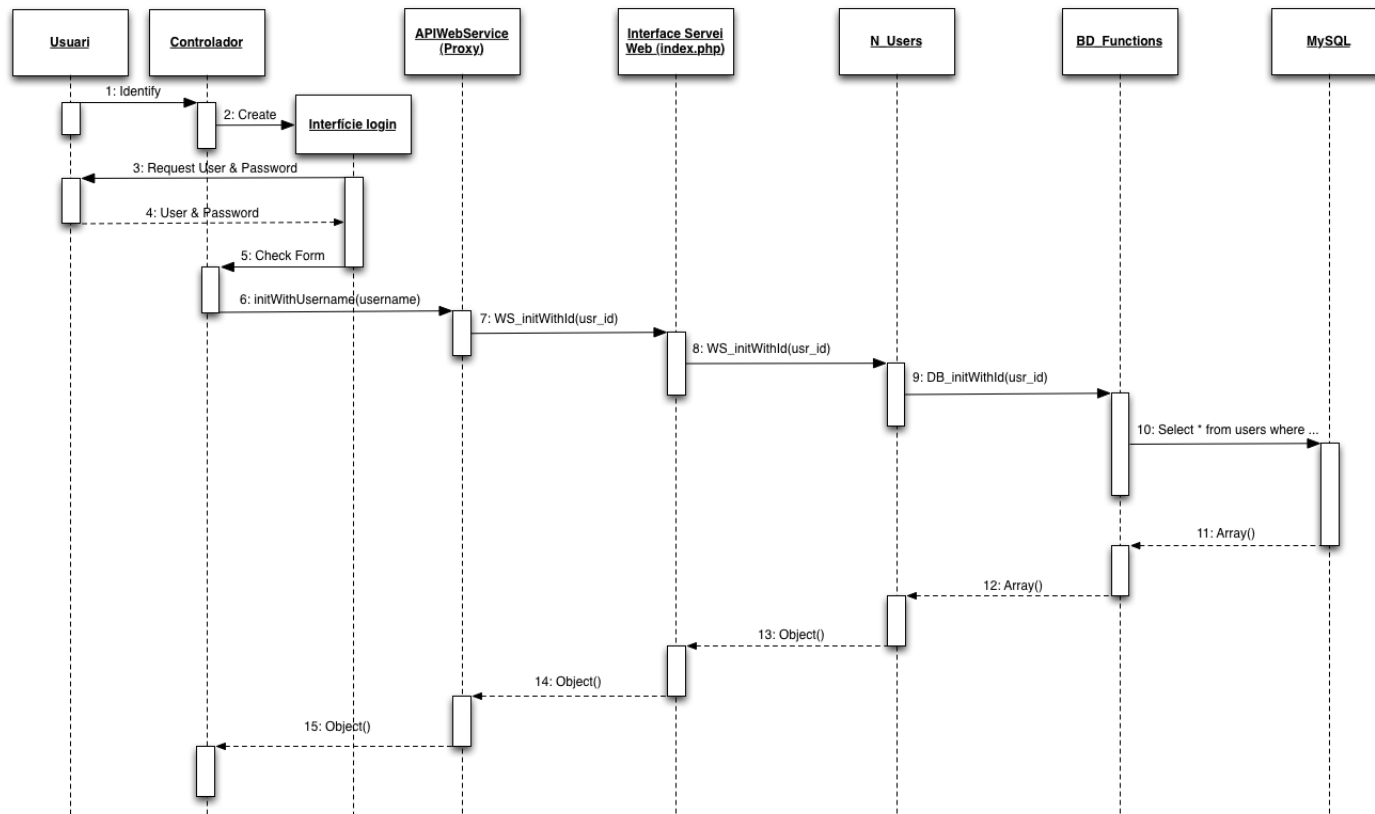 Usuari
Controlador
APIWebService
(Proxy)
Interface Servei
Web (index.php)
N_Users
BD_Functions
MySQL
1: Identify
2: Create
Interfície login
3: Request User & Password
4: User & Password
5: Check Form
6: initWithUsername(username)
7: WS_initWithId(usr_id)
8: WS_initWithId(usr_id)
9: DB_initWithId(usr_id)
10: Select * from users where ...
11: Array()
12: Array()
13: Object()
14: Object()
15: Object()